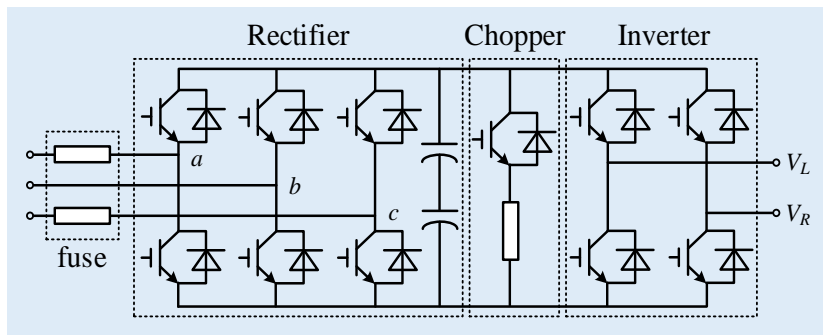 Rectifier
Chopper
Inverter
a
b
c
fuse
V_L
V_R